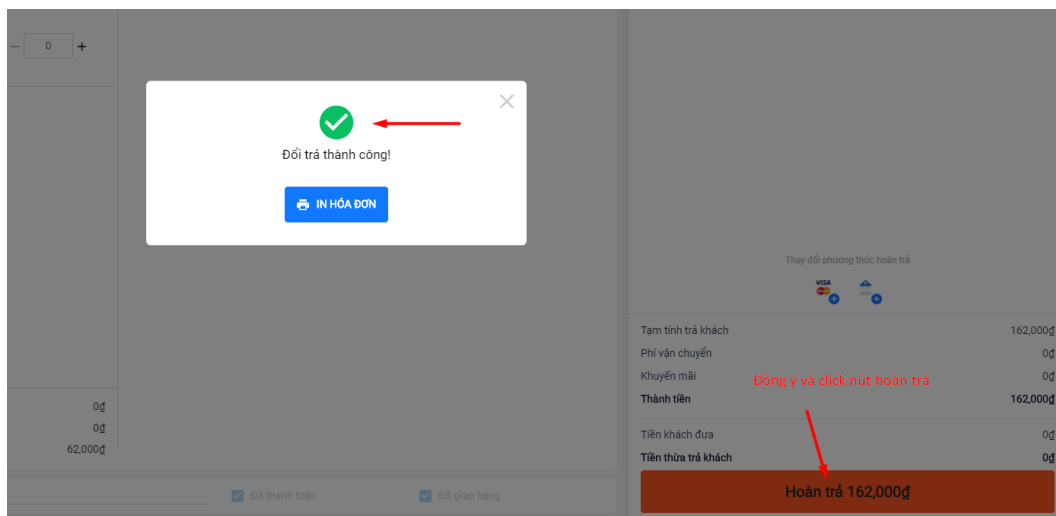 0
Đổi trả thành công!
IN HÓA ĐƠN
Thay đổi phương thức hoàn trả
VISA
Tạm tính trả khách 162,000₫
Phí vận chuyển 0₫
Khuyến mãi 0₫
Đồng ý và click nút hoàn trả
Thành tiền 162,000₫
0₫
0₫
62,000₫
Tiền khách đưa 0₫
Tiền thừa trả khách 0₫
Đã thanh toán
Đã giao hàng
Hoàn trả 162,000₫